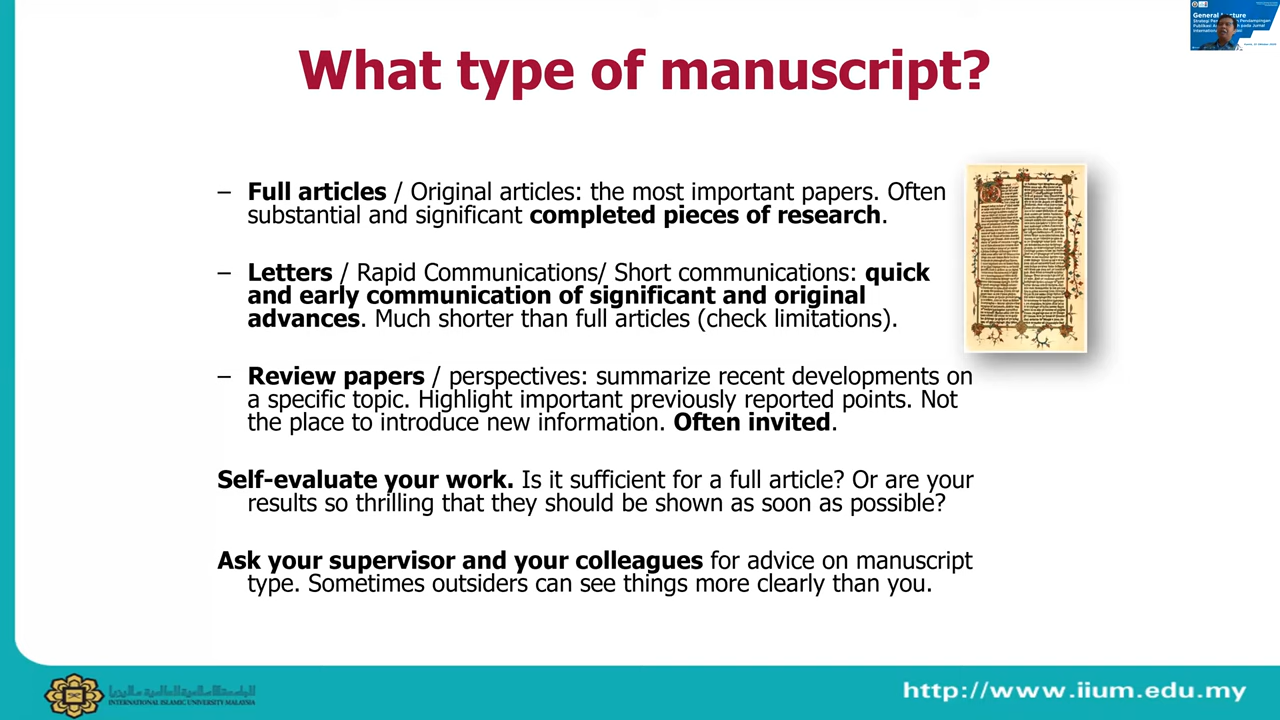 General Lecture
What type of manuscript?
– Full articles / Original articles: the most important papers. Often
substantial and significant completed pieces of research.
– Letters / Rapid Communications/ Short communications: quick
and early communication of significant and original
advances. Much shorter than full articles (check limitations).
– Review papers / perspectives: summarize recent developments on
a specific topic. Highlight important previously reported points. Not
the place to introduce new information. Often invited.
Self-evaluate your work. Is it sufficient for a full article? Or are your
results so thrilling that they should be shown as soon as possible?
Ask your supervisor and your colleagues for advice on manuscript
type. Sometimes outsiders can see things more clearly than you.
INTERNATIONAL ISLAMIC UNIVERSITY MALAYSIA
http://www.iium.edu.my